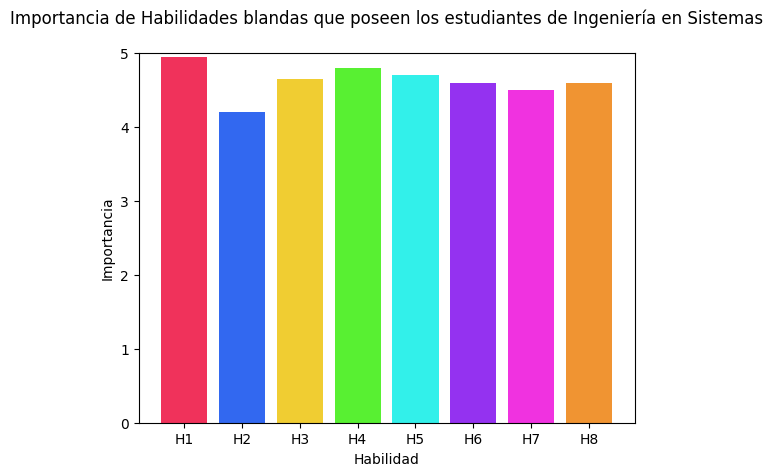 Importancia de Habilidades blandas que poseen los estudiantes de Ingeniería en Sistemas
5
4
3
2
1
0
Importancia
H1 H2 H3 H4 H5 H6 H7 H8
Habilidad